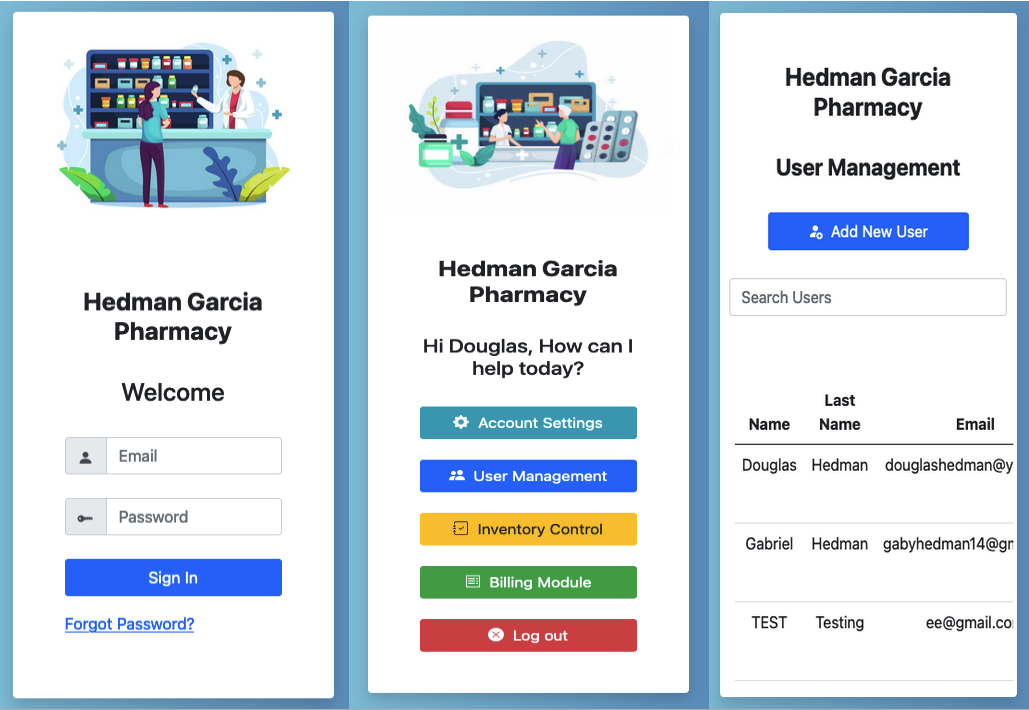 Hedman Garcia
Pharmacy
Welcome
Email
Password
Sign In
Forgot Password?
Hedman Garcia
Pharmacy
Hi Douglas, How can I
help today?
Account Settings
User Management
Inventory Control
Billing Module
Log out
Hedman Garcia
Pharmacy
User Management
Add New User
Search Users
Name Last Name Email
Douglas Hedman douglashedman@y
Gabriel Hedman gabyhedman14@gm
TEST Testing ee@gmail.co